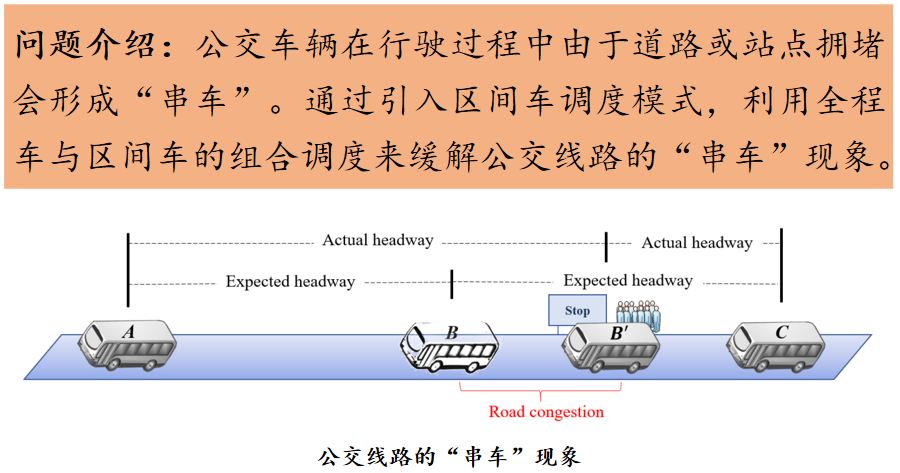 问题介绍：公交车辆在行驶过程中由于道路或站点拥堵
会形成“串车”。通过引入区间车调度模式，利用全程
车与区间车的组合调度来缓解公交线路的“串车”现象。
Actual headway Actual headway
Expected headway Expected headway
Stop
A B B′ C
Road congestion
公交线路的“串车”现象